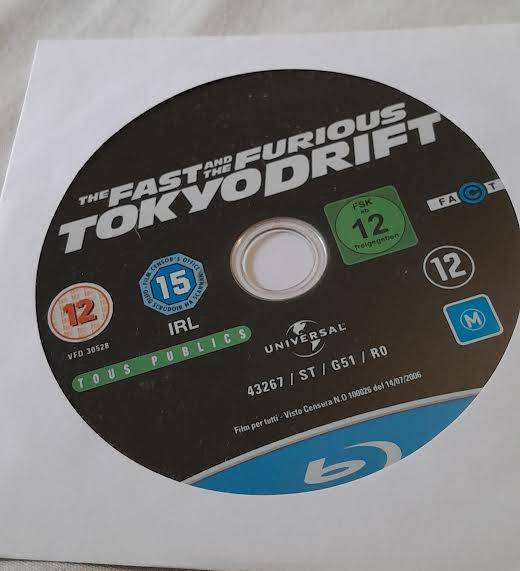 THE FAST AND THE FURIOUS
TOKYO DRIFT
FSK
ab
12
freigegeben
FACT
12
15
IRL
12
VFD 30528
TOUS PUBLICS
UNIVERSAL
M
43267 / ST / G51 / R0
Film per tutti - Visto Censura N.O 100026 del 14/07/2006